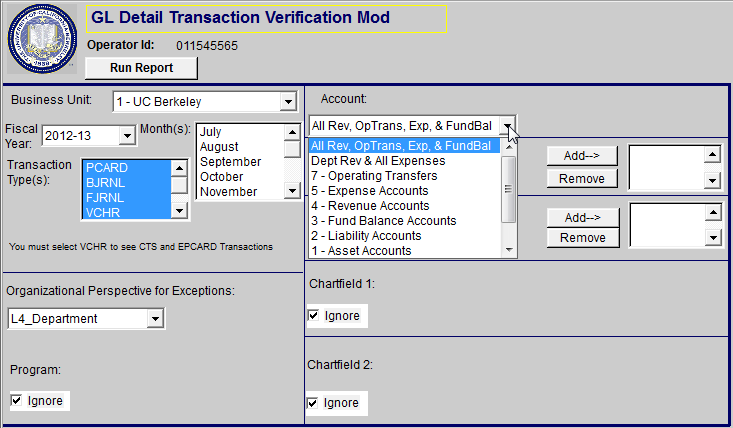 GL Detail Transaction Verification Mod
Operator Id: 011545565
Run Report
Business Unit: 1 - UC Berkeley
Fiscal Year: 2012-13
Month(s):
July
August
September
October
November
Transaction Type(s):
PCARD
BJRNL
FJRNL
VCHR
You must select VCHR to see CTS and EPCARD Transactions
Organizational Perspective for Exceptions:
L4_Department
Program:
Ignore
Account:
All Rev, OpTrans, Exp, & FundBal
All Rev, OpTrans, Exp, & FundBal
Dept Rev & All Expenses
7 - Operating Transfers
5 - Expense Accounts
4 - Revenue Accounts
3 - Fund Balance Accounts
2 - Liability Accounts
1 - Asset Accounts
Add-->
Remove
Add-->
Remove
Chartfield 1:
Ignore
Chartfield 2:
Ignore